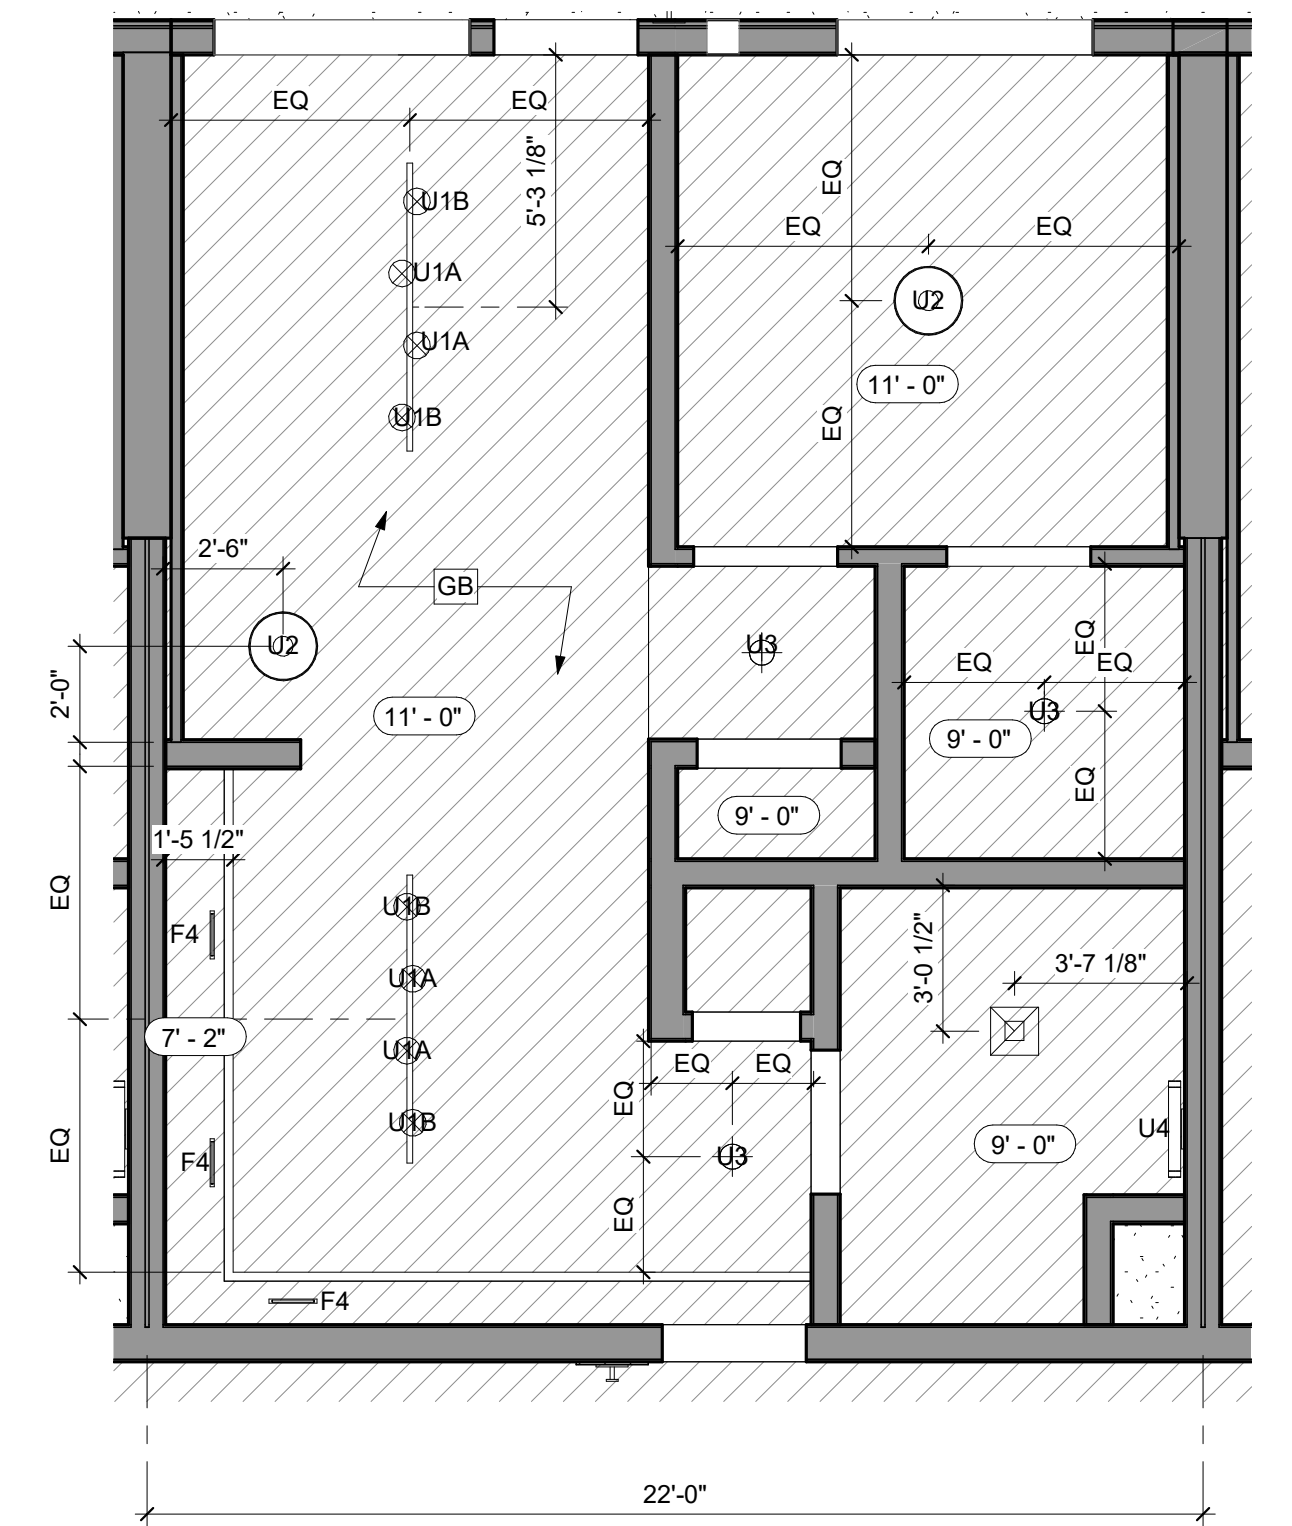 EQ
EQ
5'-3 1/8"
EQ
U1B
EQ
EQ
U1A
U2
U1A
11' - 0"
U1B
EQ
2'-6"
GB
U2
U3
EQ
EQ
EQ
2'-0"
11' - 0"
U3
9' - 0"
EQ
9' - 0"
1'-5 1/2"
EQ
U1B
F4
3'-0 1/2"
3'-7 1/8"
U1A
7' - 2"
U1A
EQ
EQ
EQ
U1B
U4
EQ
9' - 0"
F4
U3
EQ
F4
22'-0"